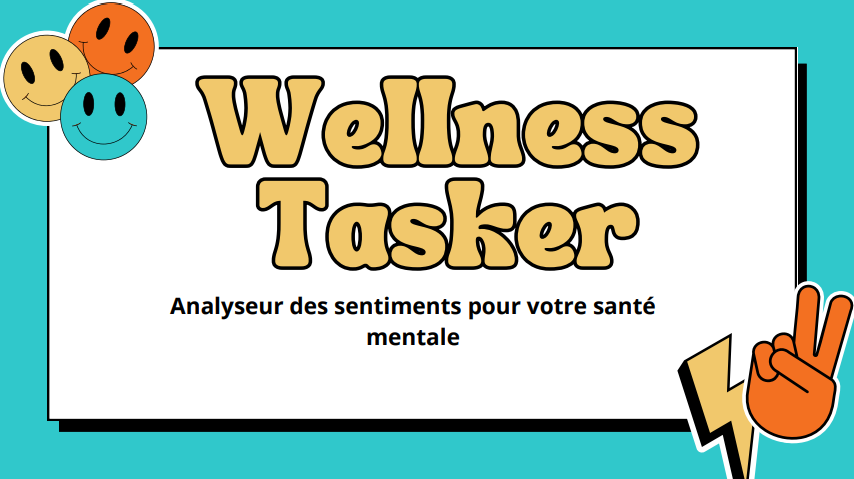 Wellness
Tasker
Analyseur des sentiments pour votre santé
mentale